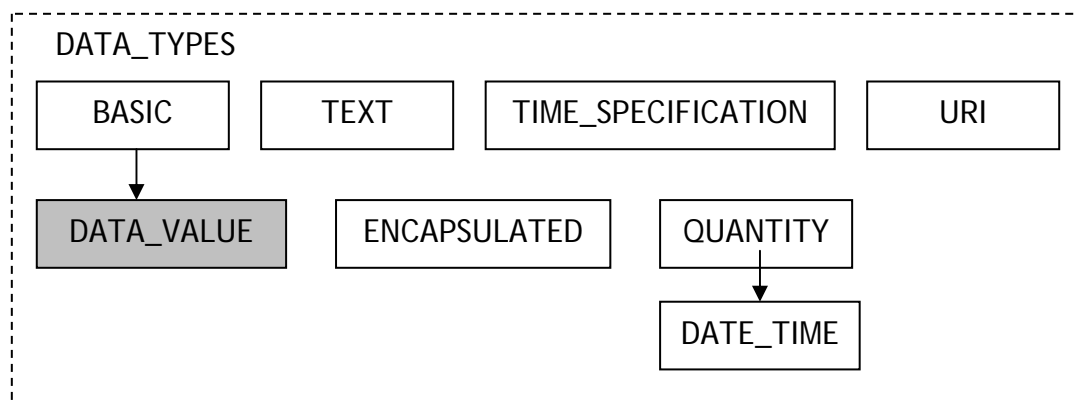 DATA_TYPES
BASIC TEXT TIME_SPECIFICATION URI
DATA_VALUE ENCAPSULATED QUANTITY
DATE_TIME